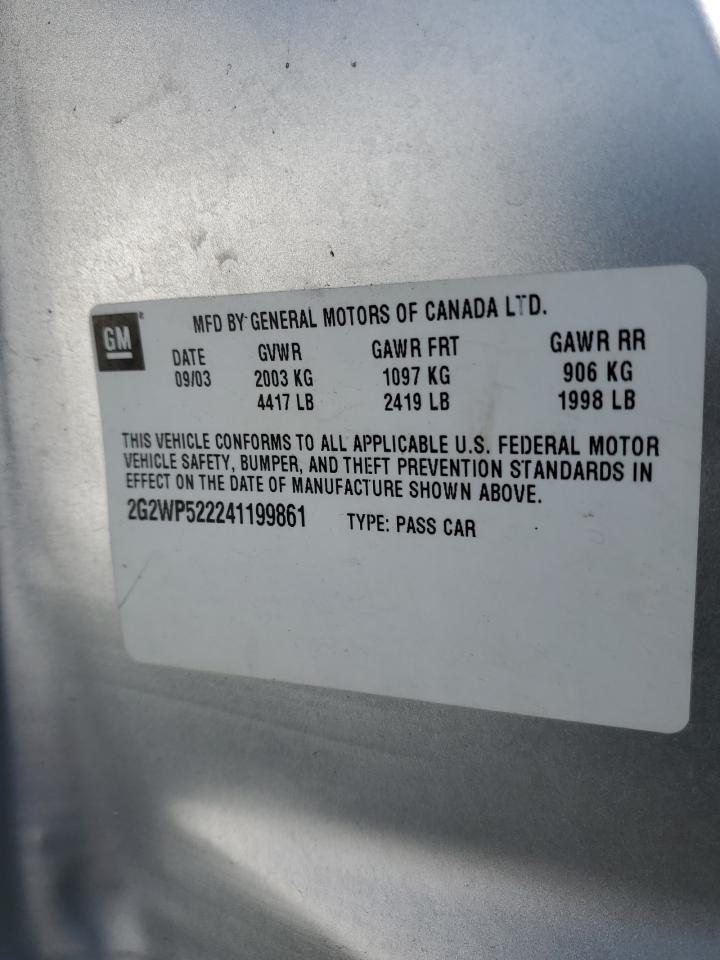 GM
MFD BY GENERAL MOTORS OF CANADA LTD.
DATE GVWR GAWR FRT GAWR RR
09/03 2003 KG 1097 KG 906 KG
4417 LB 2419 LB 1998 LB
THIS VEHICLE CONFORMS TO ALL APPLICABLE U.S. FEDERAL MOTOR
VEHICLE SAFETY, BUMPER, AND THEFT PREVENTION STANDARDS IN
EFFECT ON THE DATE OF MANUFACTURE SHOWN ABOVE.
2G2WP522241199861 TYPE: PASS CAR